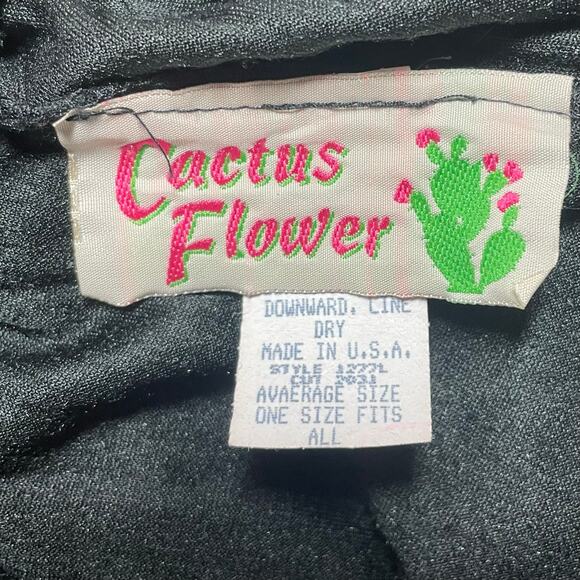 Cactus
Flower
DOWNWARD. LINE
DRY
MADE IN U.S.A.
STYLE 1277L
CUT 2031
AVAERAGE SIZE
ONE SIZE FITS
ALL